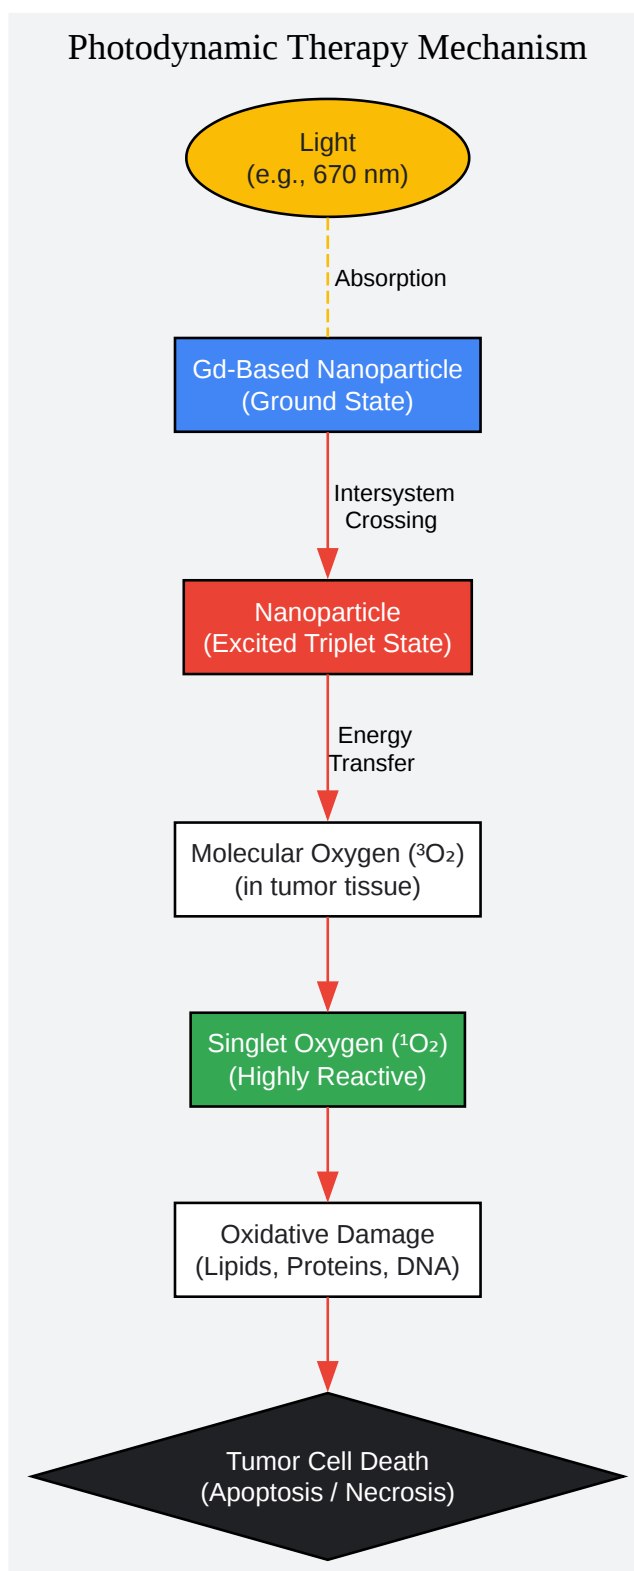 Photodynamic Therapy Mechanism
Light
(e.g., 670 nm)
Absorption
Gd-Based Nanoparticle
(Ground State)
Intersystem
Crossing
Nanoparticle
(Excited Triplet State)
Energy
Transfer
Molecular Oxygen (³O₂)
(in tumor tissue)
Singlet Oxygen (¹O₂)
(Highly Reactive)
Oxidative Damage
(Lipids, Proteins, DNA)
Tumor Cell Death
(Apoptosis / Necrosis)